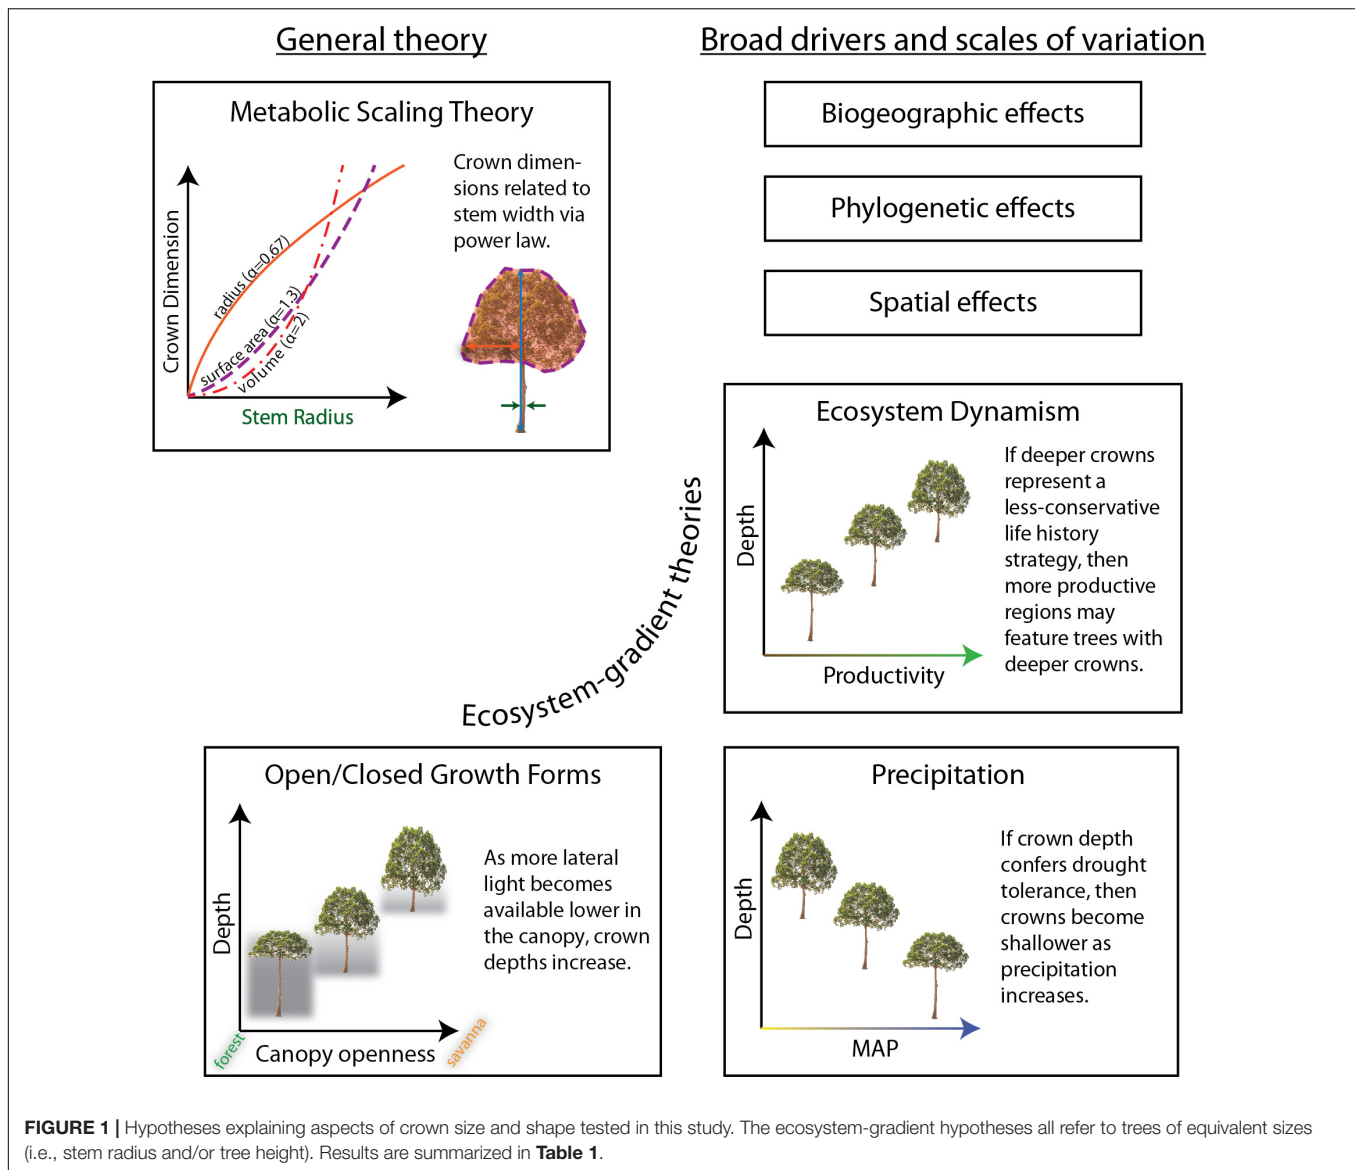 General theory
Broad drivers and scales of variation
Metabolic Scaling Theory
Crown Dimension
radius (α=0.67)
surface area (α=1.3)
volume (α=2)
Stem Radius
Crown dimen-
sions related to
stem width via
power law.
Biogeographic effects
Phylogenetic effects
Spatial effects
Ecosystem-gradient theories
Ecosystem Dynamism
Depth
Productivity
If deeper crowns
represent a
less-conservative
life history
strategy, then
more productive
regions may
feature trees with
deeper crowns.
Open/Closed Growth Forms
Depth
forest
Canopy openness
savanna
As more lateral
light becomes
available lower in
the canopy, crown
depths increase.
Precipitation
Depth
MAP
If crown depth
confers drought
tolerance, then
crowns become
shallower as
precipitation
increases.
FIGURE 1 | Hypotheses explaining aspects of crown size and shape tested in this study. The ecosystem-gradient hypotheses all refer to trees of equivalent sizes
(i.e., stem radius and/or tree height). Results are summarized in Table 1.